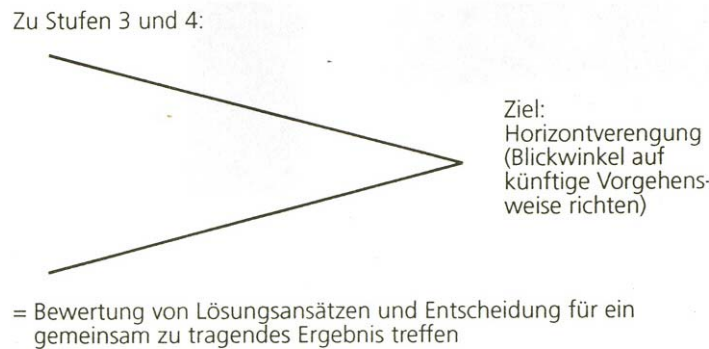 Zu Stufen 3 und 4:
Ziel:
Horizontverengung
(Blickwinkel auf
künftige Vorgehens-
weise richten)
= Bewertung von Lösungsansätzen und Entscheidung für ein
gemeinsam zu tragendes Ergebnis treffen